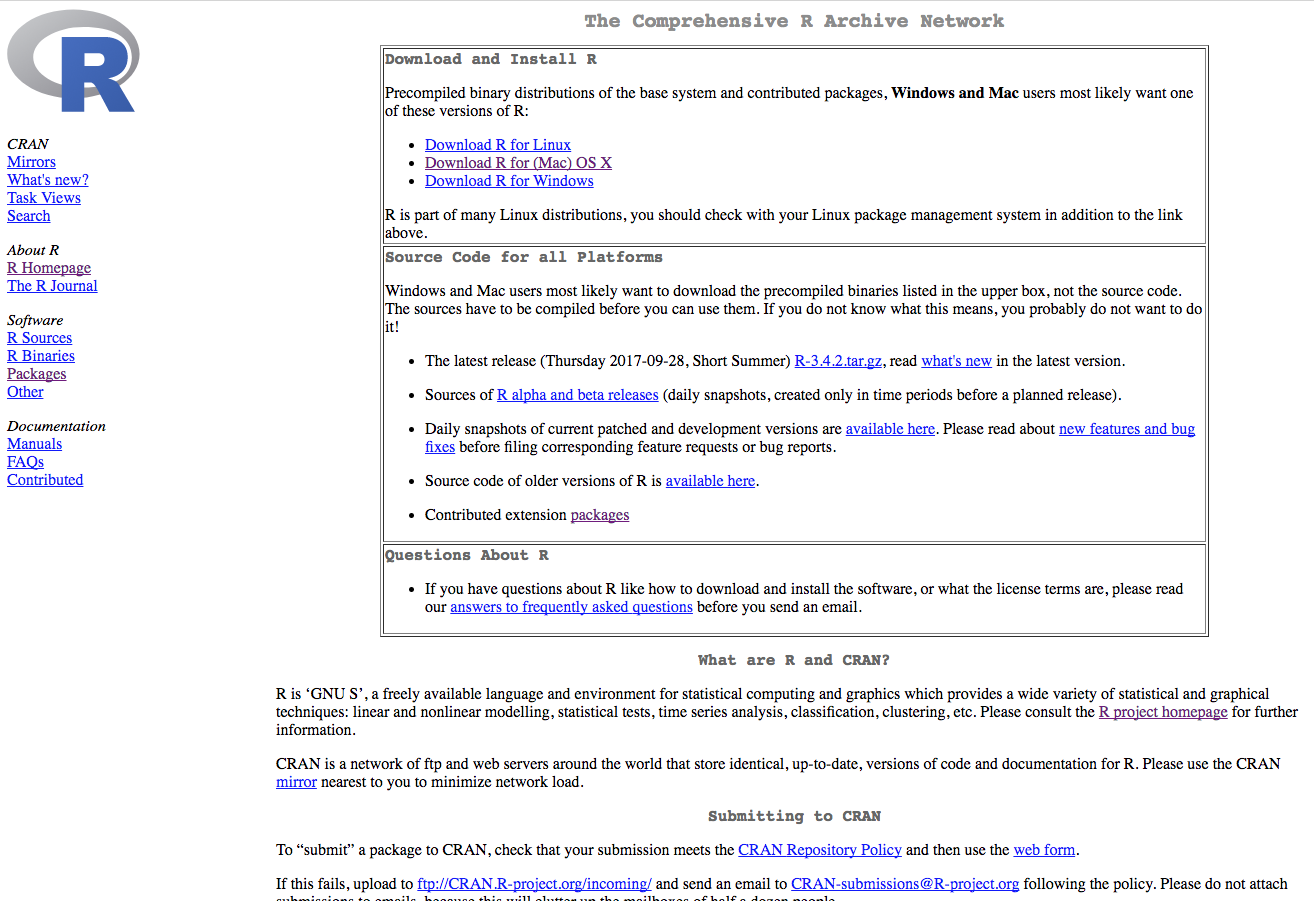 R
CRAN
Mirrors
What's new?
Task Views
Search
About R
R Homepage
The R Journal
Software
R Sources
R Binaries
Packages
Other
Documentation
Manuals
FAQs
Contributed
The Comprehensive R Archive Network
Download and Install R
Precompiled binary distributions of the base system and contributed packages, Windows and Mac users most likely want one
of these versions of R:
Download R for Linux
Download R for (Mac) OS X
Download R for Windows
R is part of many Linux distributions, you should check with your Linux package management system in addition to the link
above.
Source Code for all Platforms
Windows and Mac users most likely want to download the precompiled binaries listed in the upper box, not the source code.
The sources have to be compiled before you can use them. If you do not know what this means, you probably do not want to do
it!
The latest release (Thursday 2017-09-28, Short Summer) R-3.4.2.tar.gz, read what's new in the latest version.
Sources of R alpha and beta releases (daily snapshots, created only in time periods before a planned release).
Daily snapshots of current patched and development versions are available here. Please read about new features and bug
fixes before filing corresponding feature requests or bug reports.
Source code of older versions of R is available here.
Contributed extension packages
Questions About R
If you have questions about R like how to download and install the software, or what the license terms are, please read
our answers to frequently asked questions before you send an email.
What are R and CRAN?
R is ‘GNU S’, a freely available language and environment for statistical computing and graphics which provides a wide variety of statistical and graphical
techniques: linear and nonlinear modelling, statistical tests, time series analysis, classification, clustering, etc. Please consult the R project homepage for further
information.
CRAN is a network of ftp and web servers around the world that store identical, up-to-date, versions of code and documentation for R. Please use the CRAN
mirror nearest to you to minimize network load.
Submitting to CRAN
To “submit” a package to CRAN, check that your submission meets the CRAN Repository Policy and then use the web form.
If this fails, upload to ftp://CRAN.R-project.org/incoming/ and send an email to CRAN-submissions@R-project.org following the policy. Please do not attach
submissions to emails, because this will clutter up the mailboxes of half a dozen people.